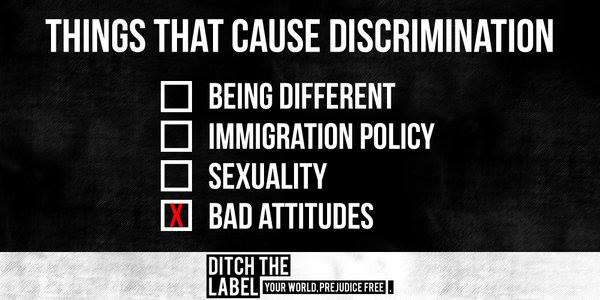 THINGS THAT CAUSE DISCRIMINATION
BEING DIFFERENT
IMMIGRATION POLICY
SEXUALITY
X BAD ATTITUDES
DITCH THE
LABEL YOUR WORLD, PREJUDICE FREE.